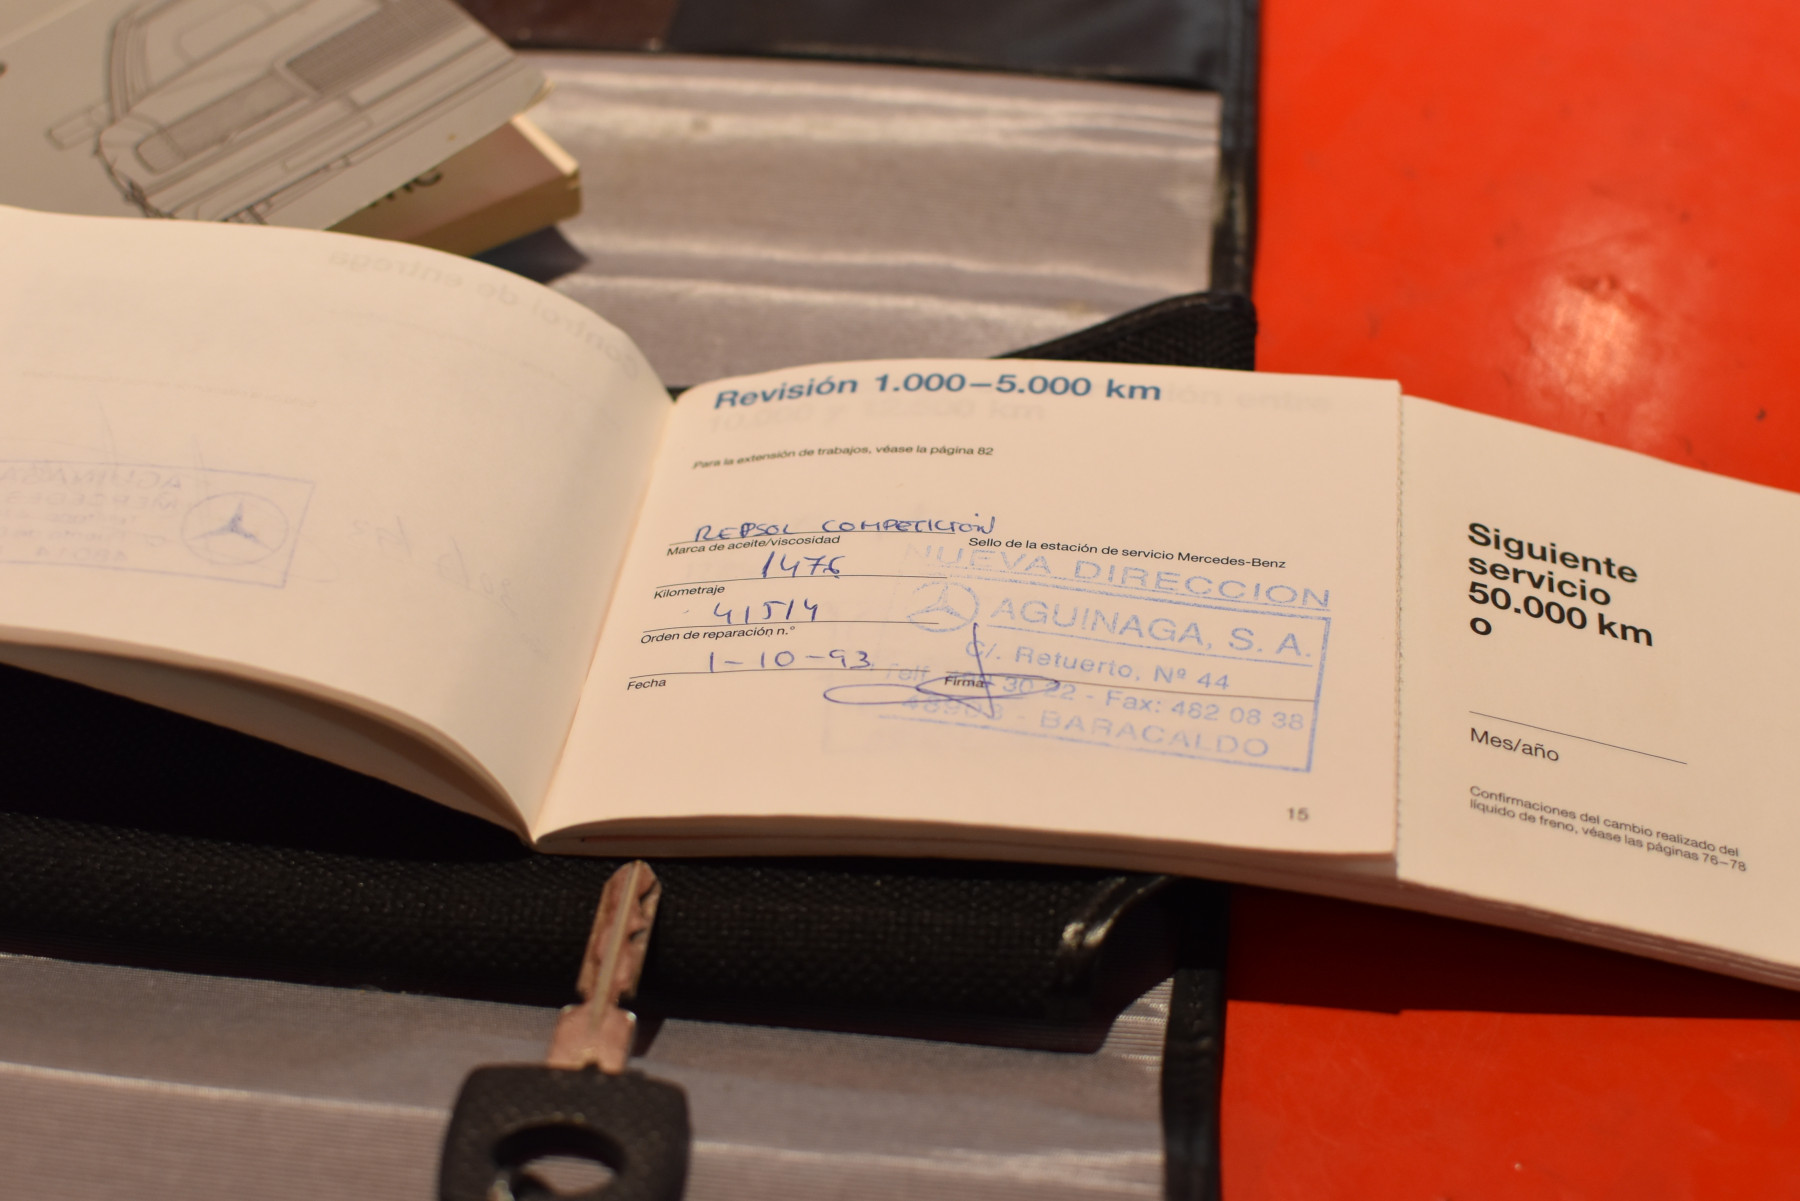 Revisión 1.000–5.000 km
Para la extensión de trabajos, véase la página 82
REPSOL COMPETICIÓN
Marca de aceite/viscosidad
Sello de la estación de servicio Mercedes-Benz
1476
Kilometraje
41514
Orden de reparación n.°
1-10-93
Fecha
Firma
NUEVA DIRECCION
AGUINAGA, S. A.
C/. Retuerto, Nº 44
Telf. 30 22 - Fax: 482 08 38
48903 - BARACALDO
15
Siguiente
servicio
50.000 km
o
Mes/año
Confirmaciones del cambio realizado del
líquido de freno, véase las páginas 76–78